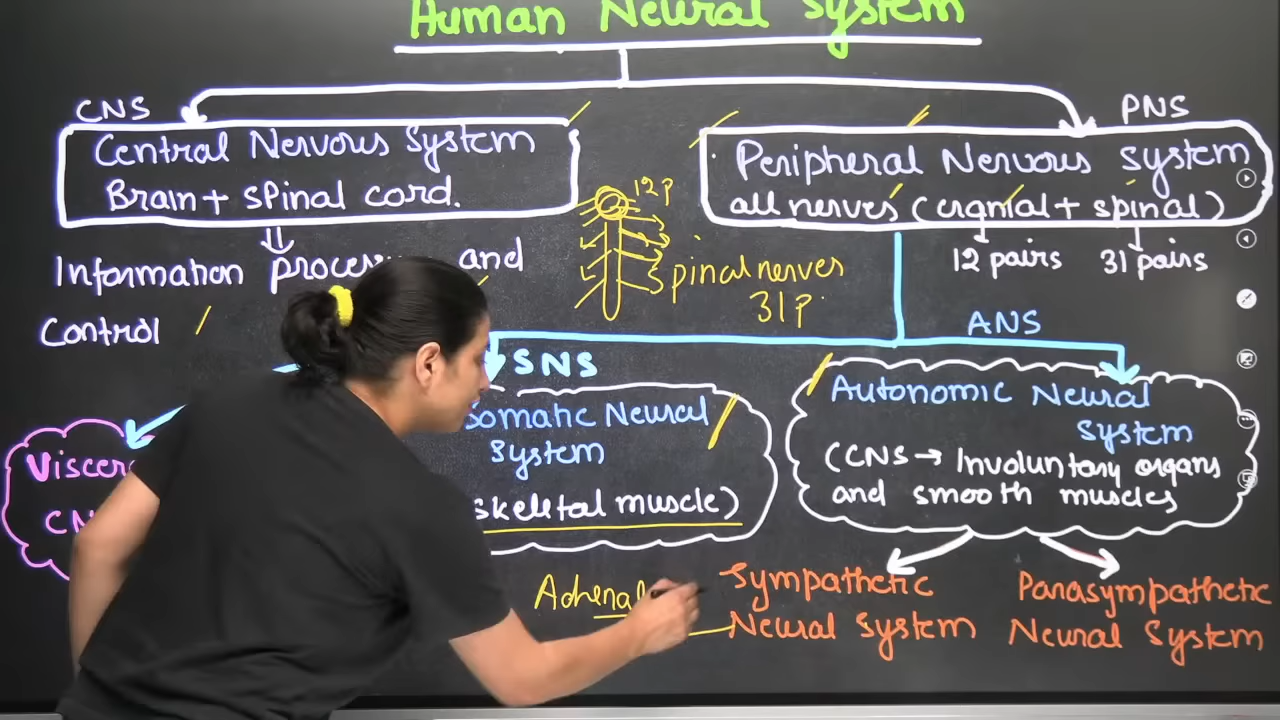 Human Neural System
CNS
Central Nervous System
Brain + spinal cord.
Information and
Control
PNS
Peripheral Nervous System
all nerves (cranial + spinal)
12 pairs 31 pairs
12 P
Spinal nerves
31 P.
SNS
Somatic Neural
System
skeletal muscle)
ANS
Autonomic Neural
System
(CNS → Involuntary organs
and smooth muscles
Sympathetic
Neural System
Parasympathetic
Neural System